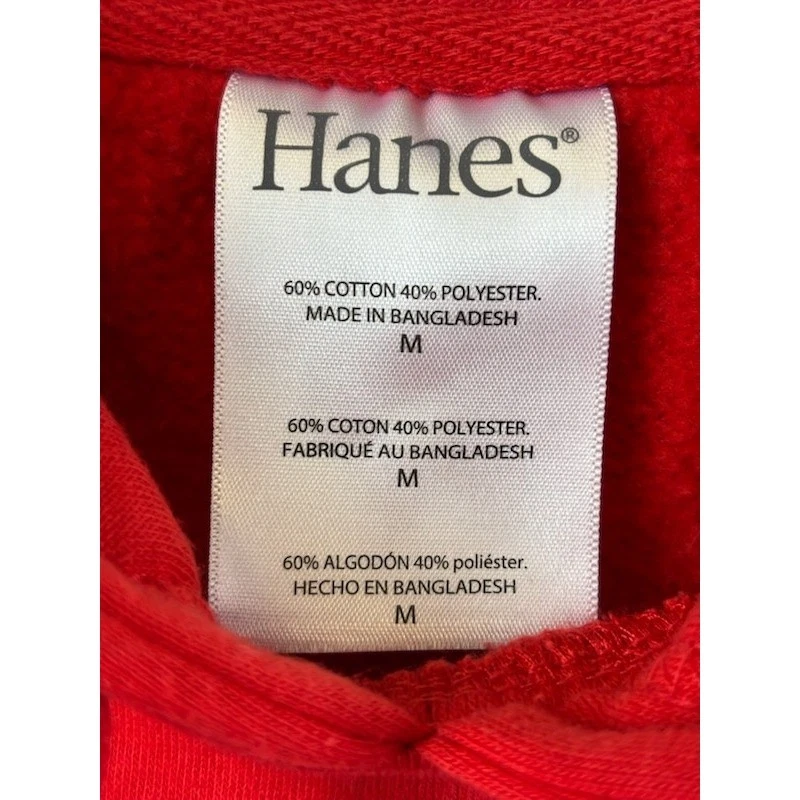 Hanes®
60% COTTON 40% POLYESTER.
MADE IN BANGLADESH
M
60% COTON 40% POLYESTER.
FABRIQUÉ AU BANGLADESH
M
60% ALGODÓN 40% poliéster.
HECHO EN BANGLADESH
M